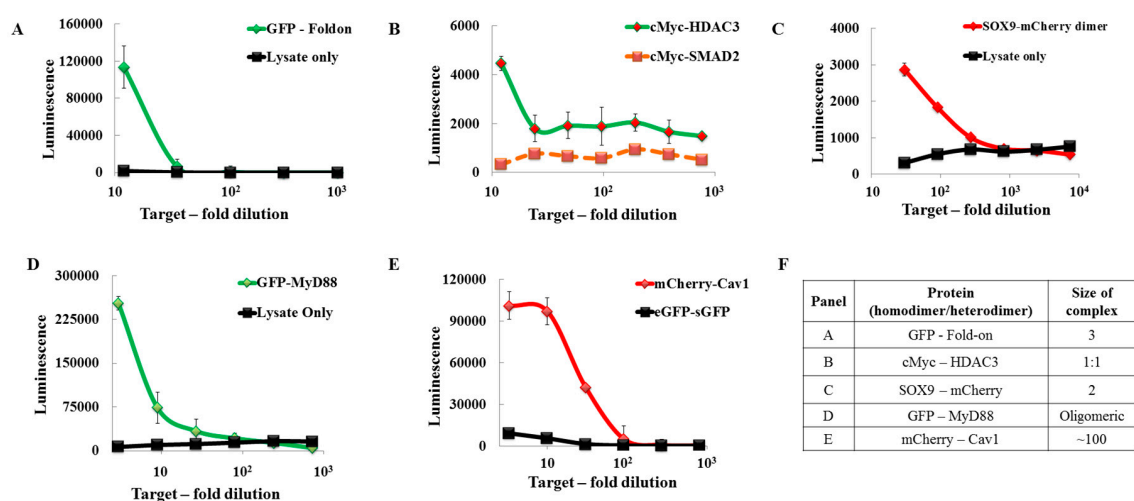 A
Luminescence
160000
120000
80000
40000
0
10
10²
10³
Target – fold dilution
GFP - Foldon
Lysate only
B
Luminescence
6000
4000
2000
0
10
10²
10³
Target – fold dilution
cMyc-HDAC3
cMyc-SMAD2
C
Luminescence
4000
3000
2000
1000
0
10
10²
10³
10⁴
Target – fold dilution
SOX9-mCherry dimer
Lysate only
D
Luminescence
300000
225000
150000
75000
0
10
10²
10³
Target – fold dilution
GFP-MyD88
Lysate Only
E
Luminescence
120000
90000
60000
30000
0
10
10²
10³
Target – fold dilution
mCherry-Cav1
eGFP-sGFP
F
Panel Protein (homodimer/heterodimer) Size of complex
A GFP - Fold-on 3
B cMyc – HDAC3 1:1
C SOX9 – mCherry 2
D GFP – MyD88 Oligomeric
E mCherry – Cav1 ~100